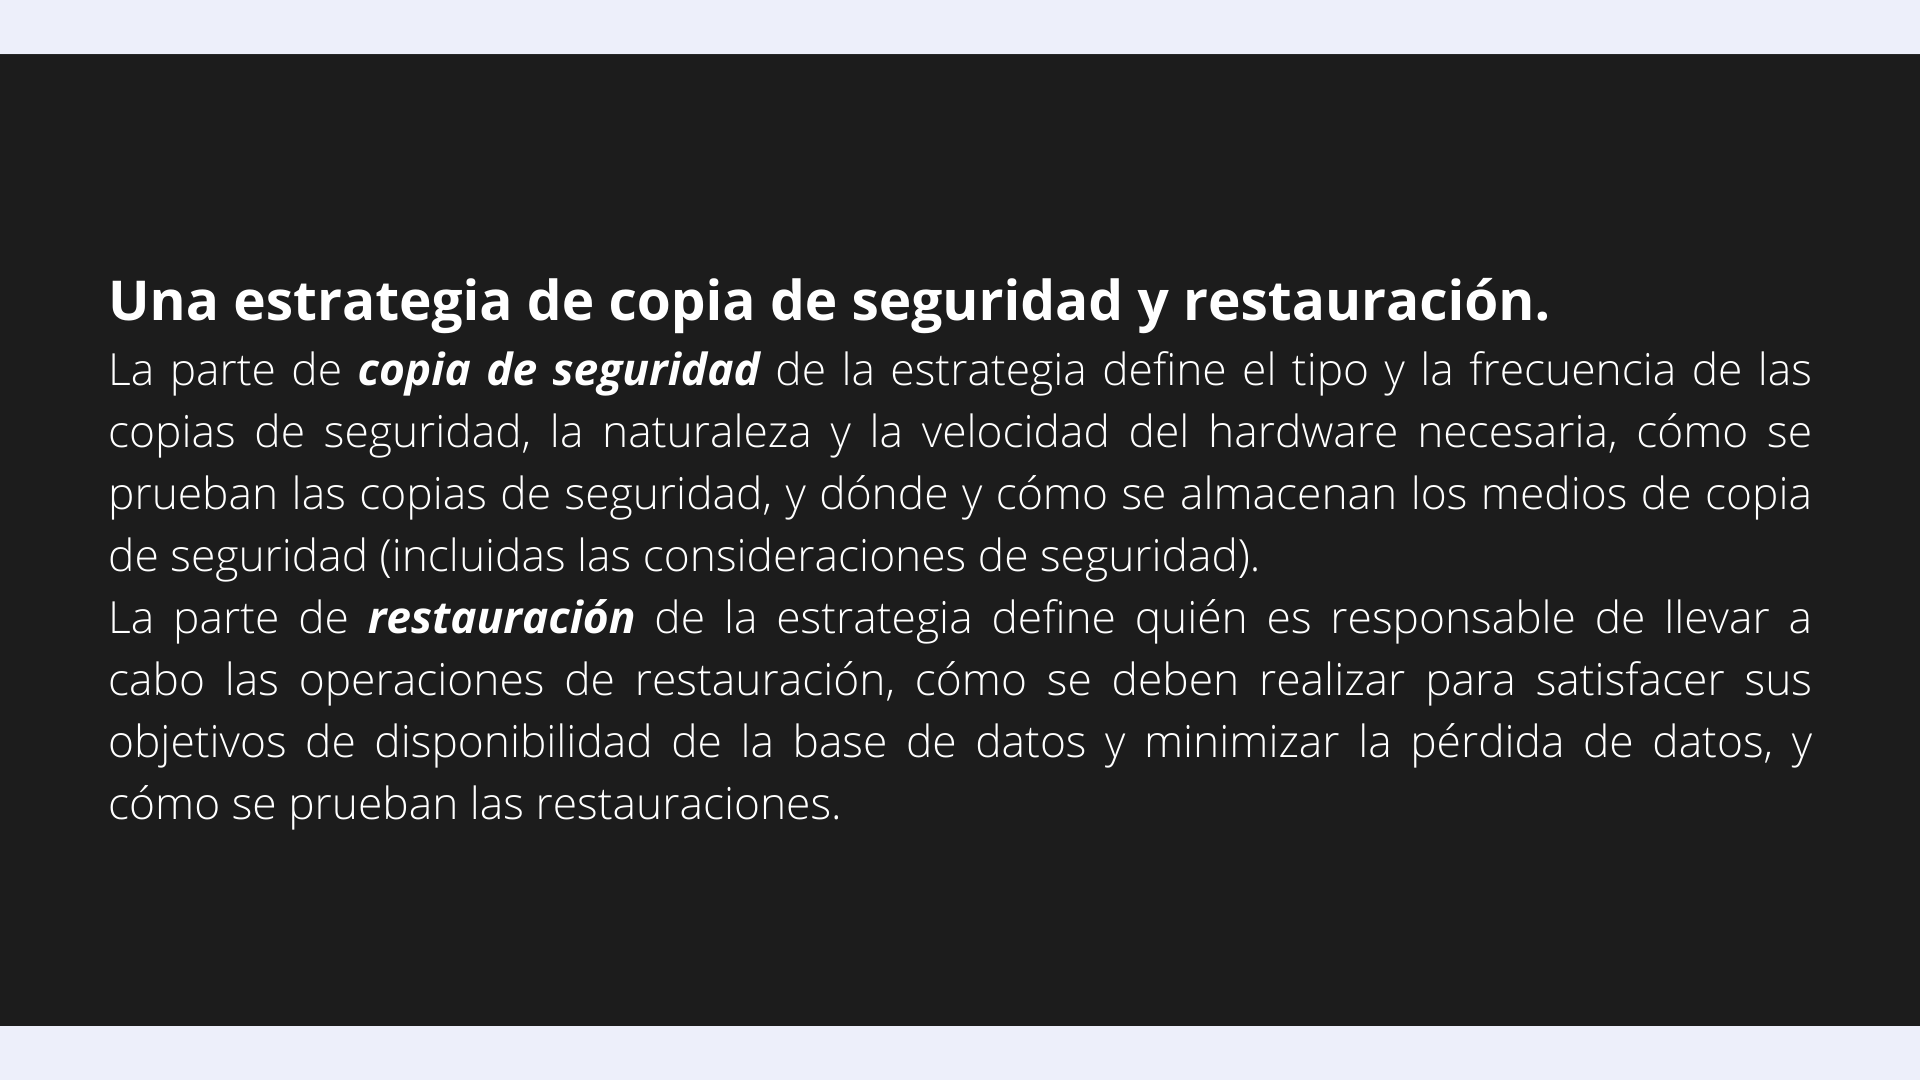 Una estrategia de copia de seguridad y restauración.
La parte de copia de seguridad de la estrategia define el tipo y la frecuencia de las
copias de seguridad, la naturaleza y la velocidad del hardware necesaria, cómo se
prueban las copias de seguridad, y dónde y cómo se almacenan los medios de copia
de seguridad (incluidas las consideraciones de seguridad).
La parte de restauración de la estrategia define quién es responsable de llevar a
cabo las operaciones de restauración, cómo se deben realizar para satisfacer sus
objetivos de disponibilidad de la base de datos y minimizar la pérdida de datos, y
cómo se prueban las restauraciones.